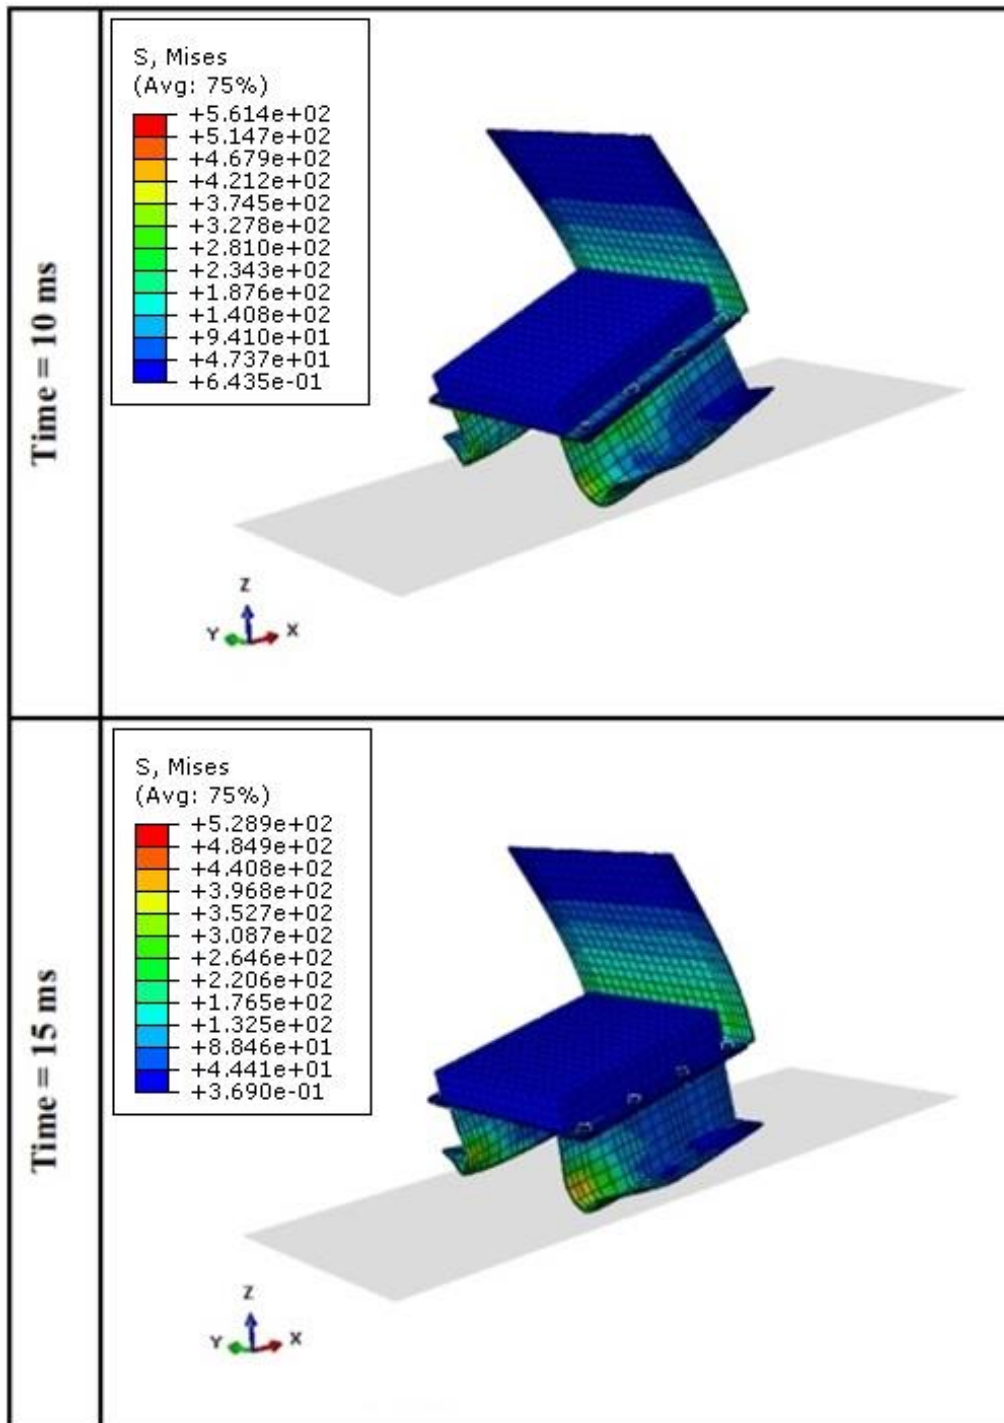 Time = 10 ms
S, Mises
(Avg: 75%)
+5.614e+02
+5.147e+02
+4.679e+02
+4.212e+02
+3.745e+02
+3.278e+02
+2.810e+02
+2.343e+02
+1.876e+02
+1.408e+02
+9.410e+01
+4.737e+01
+6.435e-01
Z
Y X
Time = 15 ms
S, Mises
(Avg: 75%)
+5.289e+02
+4.849e+02
+4.408e+02
+3.968e+02
+3.527e+02
+3.087e+02
+2.646e+02
+2.206e+02
+1.765e+02
+1.325e+02
+8.846e+01
+4.441e+01
+3.690e-01
Z
Y X